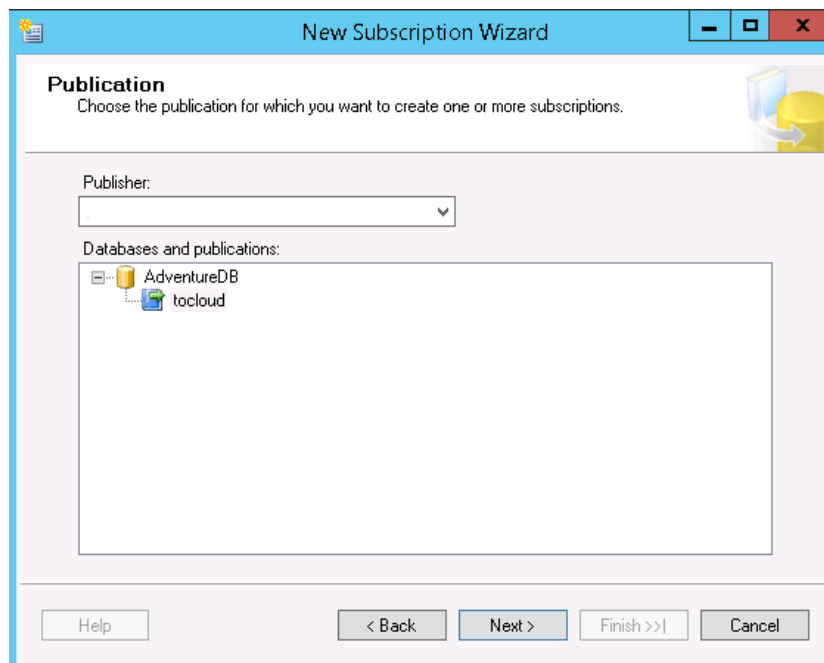 New Subscription Wizard
Publication
Choose the publication for which you want to create one or more subscriptions.
Publisher:
.
Databases and publications:
AdventureDB
tocloud
Help
< Back
Next >
Finish >>|
Cancel